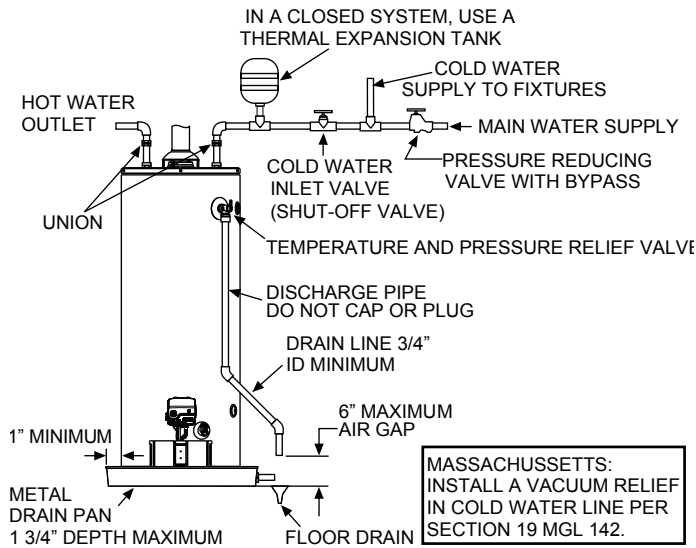 IN A CLOSED SYSTEM, USE A
THERMAL EXPANSION TANK
COLD WATER
SUPPLY TO FIXTURES
HOT WATER
OUTLET
MAIN WATER SUPPLY
COLD WATER
INLET VALVE
(SHUT-OFF VALVE)
PRESSURE REDUCING
VALVE WITH BYPASS
UNION
TEMPERATURE AND PRESSURE RELIEF VALVE
DISCHARGE PIPE
DO NOT CAP OR PLUG
DRAIN LINE 3/4”
ID MINIMUM
6” MAXIMUM
AIR GAP
1” MINIMUM
METAL
DRAIN PAN
1 3/4” DEPTH MAXIMUM
FLOOR DRAIN
MASSACHUSSETTS:
INSTALL A VACUUM RELIEF
IN COLD WATER LINE PER
SECTION 19 MGL 142.